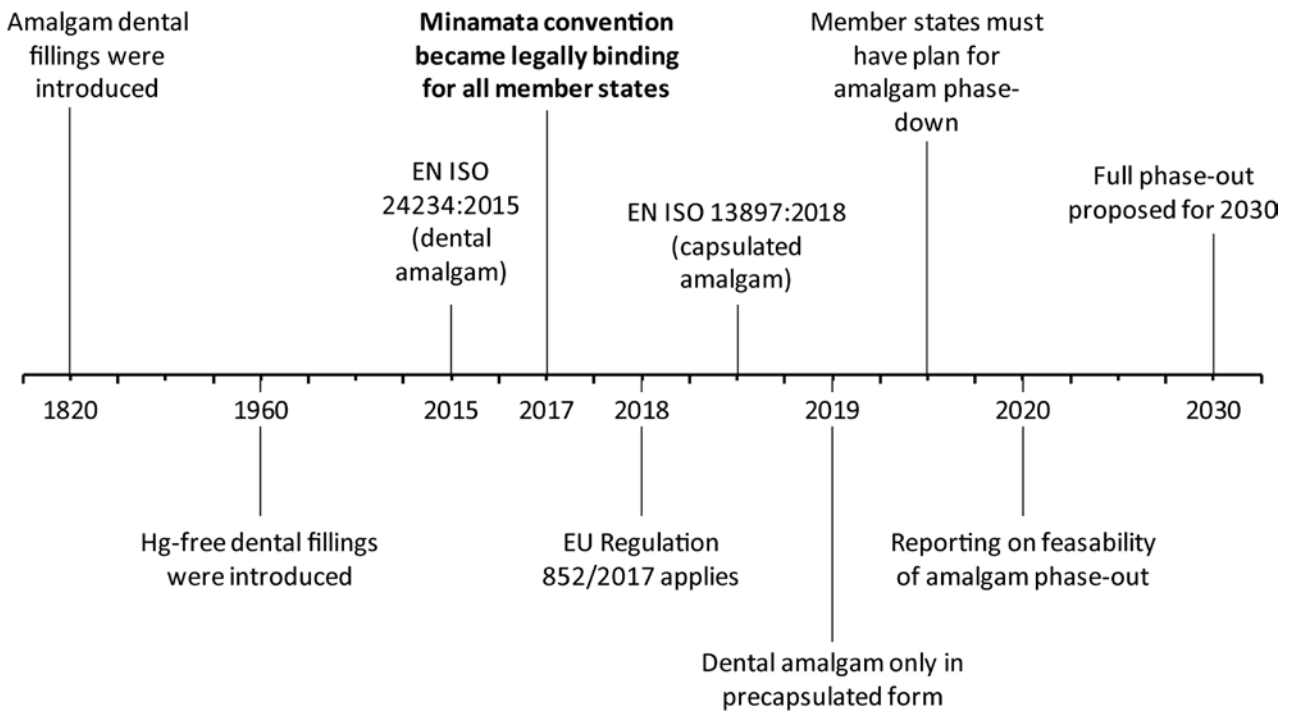 Amalgam dental
fillings were
introduced
Minamata convention
became legally binding
for all member states
Member states must
have plan for
amalgam phase-
down
EN ISO
24234:2015
(dental
amalgam)
EN ISO 13897:2018
(capsulated
amalgam)
Full phase-out
proposed for 2030
1820
1960
2015
2017
2018
2019
2020
2030
Hg-free dental fillings
were introduced
EU Regulation
852/2017 applies
Reporting on feasability
of amalgam phase-out
Dental amalgam only in
precapsulated form